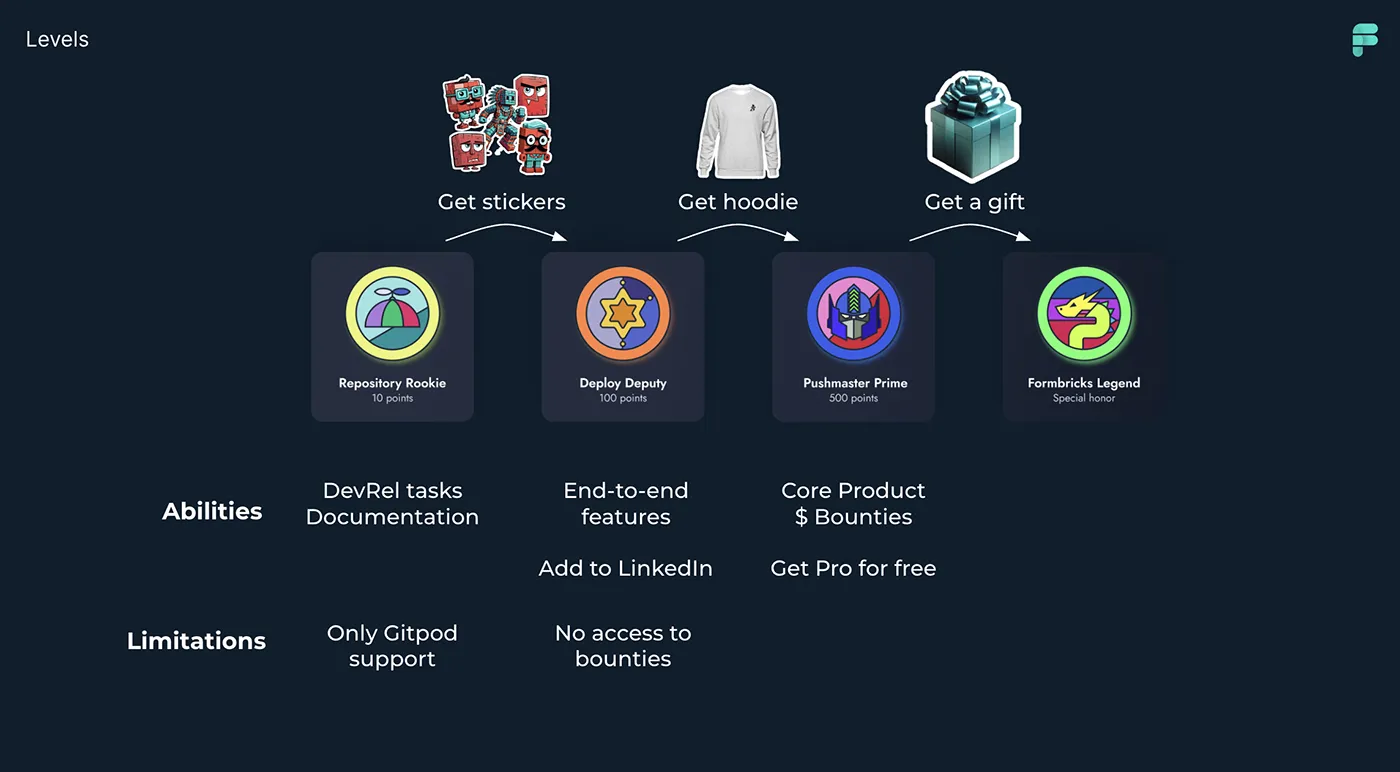 Levels
Get stickers
Get hoodie
Get a gift
Repository Rookie
10 points
Deploy Deputy
100 points
Pushmaster Prime
500 points
Formbricks Legend
Special honor
Abilities
DevRel tasks
Documentation
End-to-end
features
Add to LinkedIn
Core Product
$ Bounties
Get Pro for free
Limitations
Only Gitpod
support
No access to
bounties